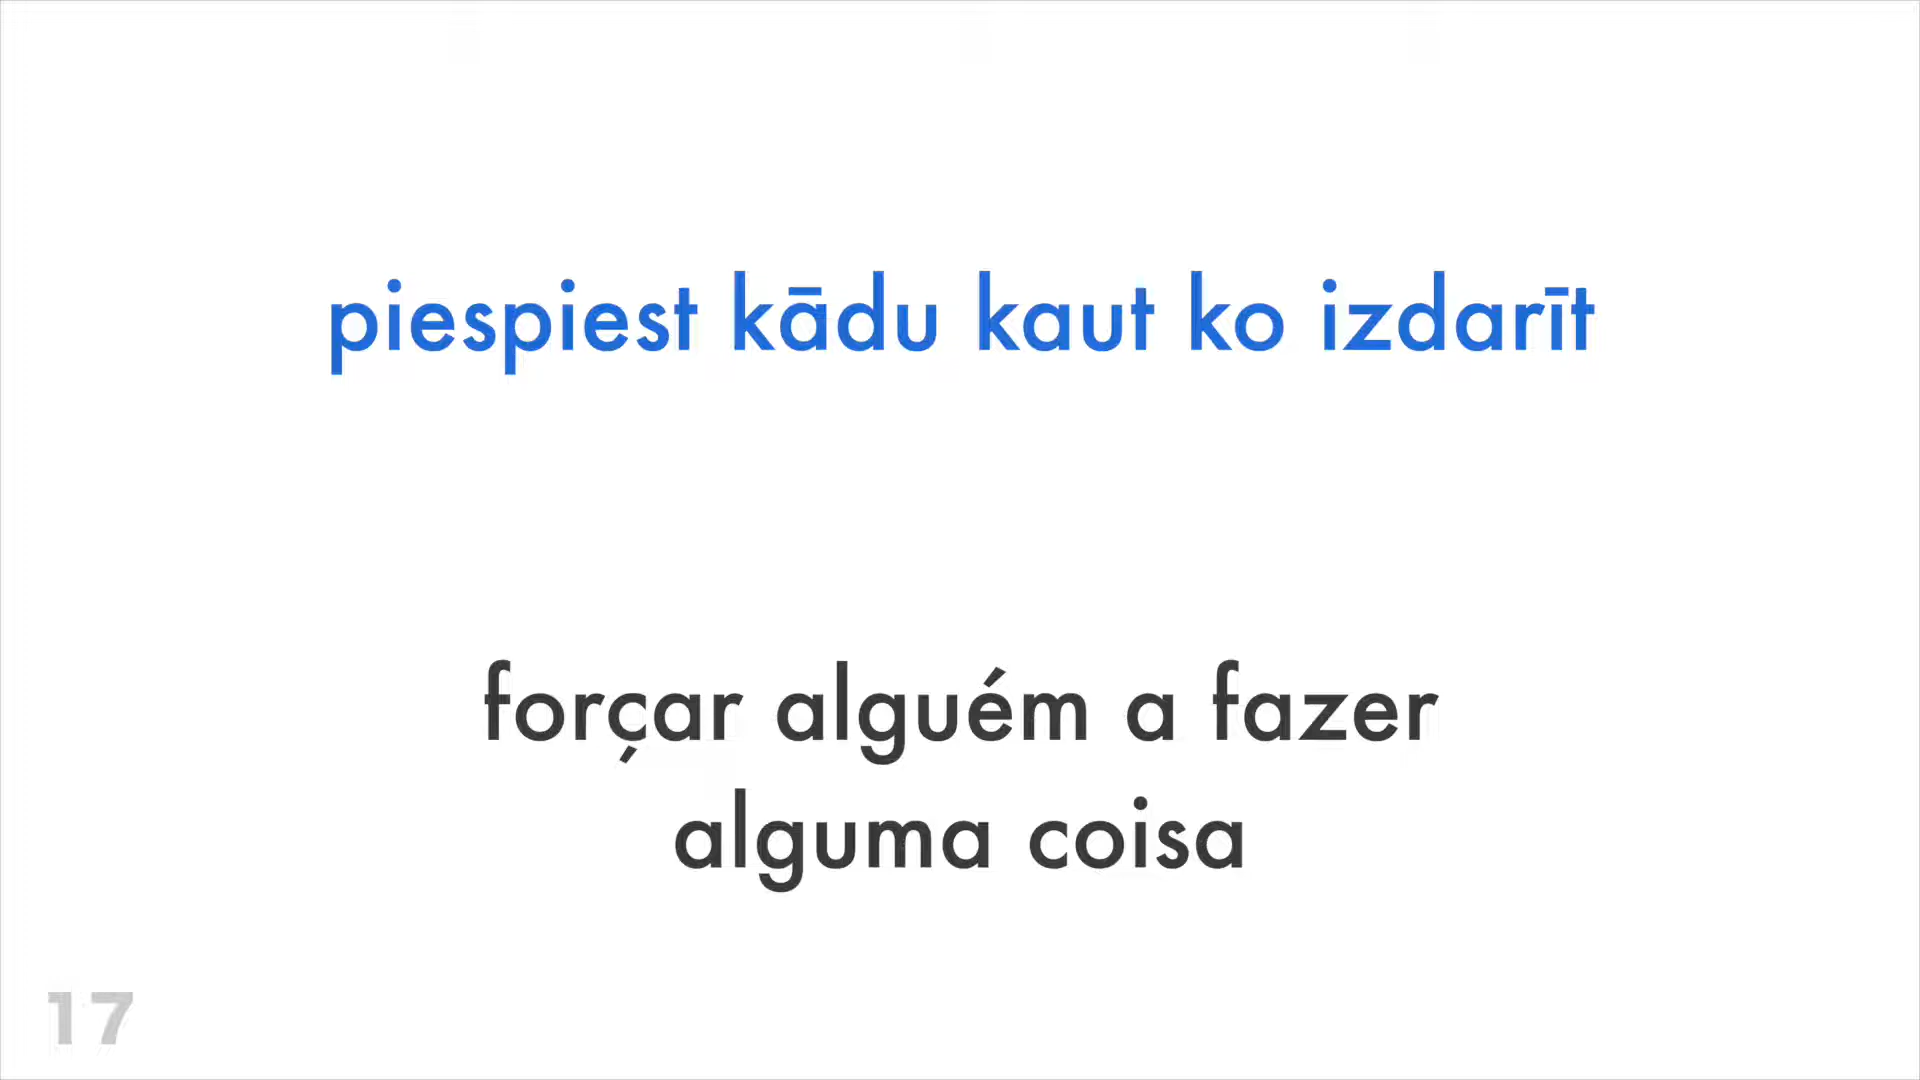 piespiest kādu kaut ko izdarīt
forçar alguém a fazer
alguma coisa
17